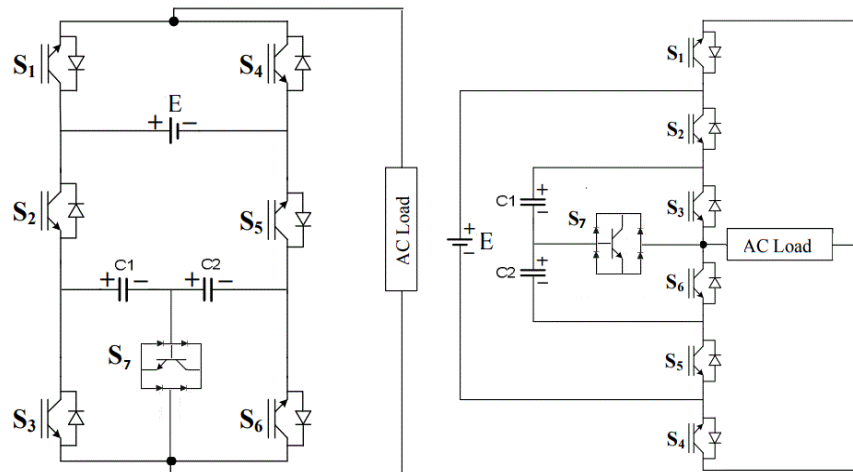 S1
S4
E
+ −
S2
S5
C1
C2
+ −
+ −
S7
S3
S6
AC Load
S1
S2
C1
+
−
S3
S7
+
−
E
AC Load
C2
+
−
S6
S5
S4